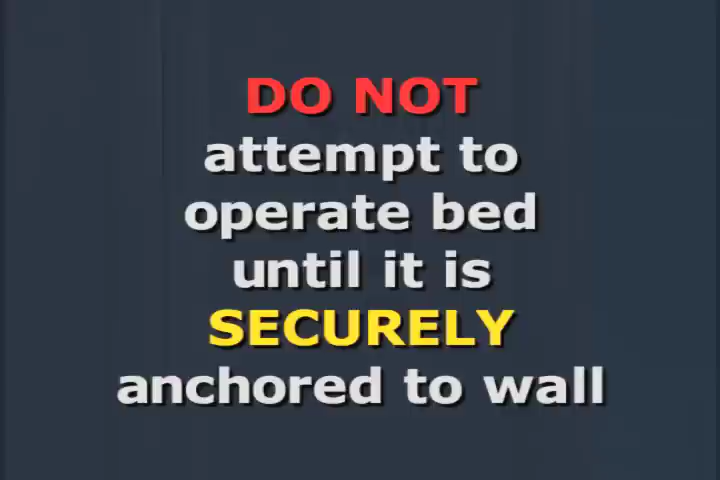 DO NOT
attempt to
operate bed
until it is
SECURELY
anchored to wall